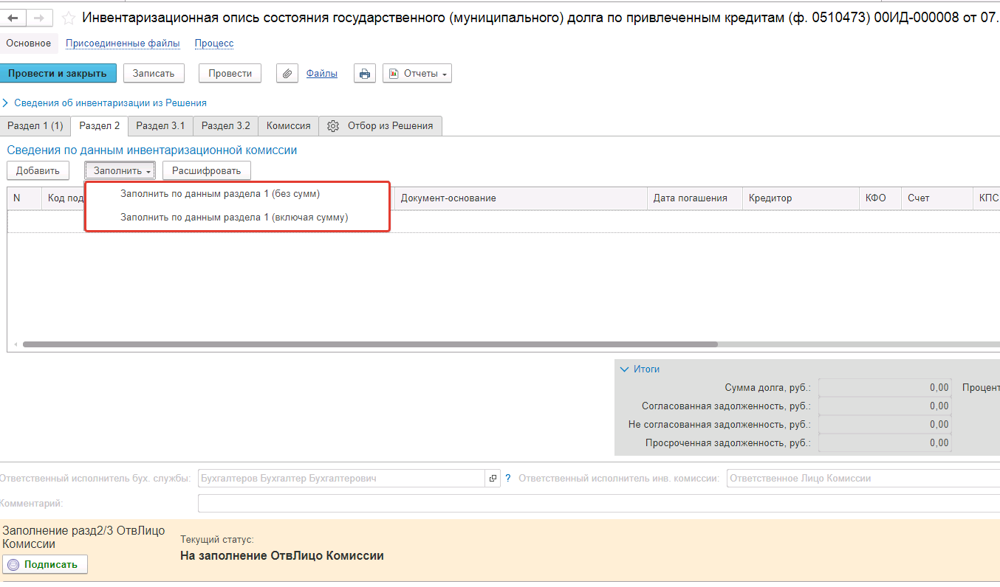 Инвентаризационная опись состояния государственного (муниципального) долга по привлеченным кредитам (ф. 0510473) 00ИД-000008 от 07.
Основное Присоединенные файлы Процесс
Провести и закрыть Записать Провести Файлы Отчеты
Сведения об инвентаризации из Решения
Раздел 1 (1) Раздел 2 Раздел 3.1 Раздел 3.2 Комиссия Отбор из Решения
Сведения по данным инвентаризационной комиссии
Добавить Заполнить Расшифровать
Заполнить по данным раздела 1 (без сумм)
Заполнить по данным раздела 1 (включая сумму)
N Код под Документ-основание Дата погашения Кредитор КФО Счет КПС
Итоги
Сумма долга, руб.: 0,00 Процент
Согласованная задолженность, руб.: 0,00
Не согласованная задолженность, руб.: 0,00
Просроченная задолженность, руб.: 0,00
Ответственный исполнитель бух. службы: Бухгалтеров Бухгалтер Бухгалтерович ? Ответственный исполнитель инв. комиссии: Ответственное Лицо Комиссии
Комментарий:
Заполнение разд2/3 ОтвЛицо
Комиссии
Текущий статус:
На заполнение ОтвЛицо Комиссии
Подписать